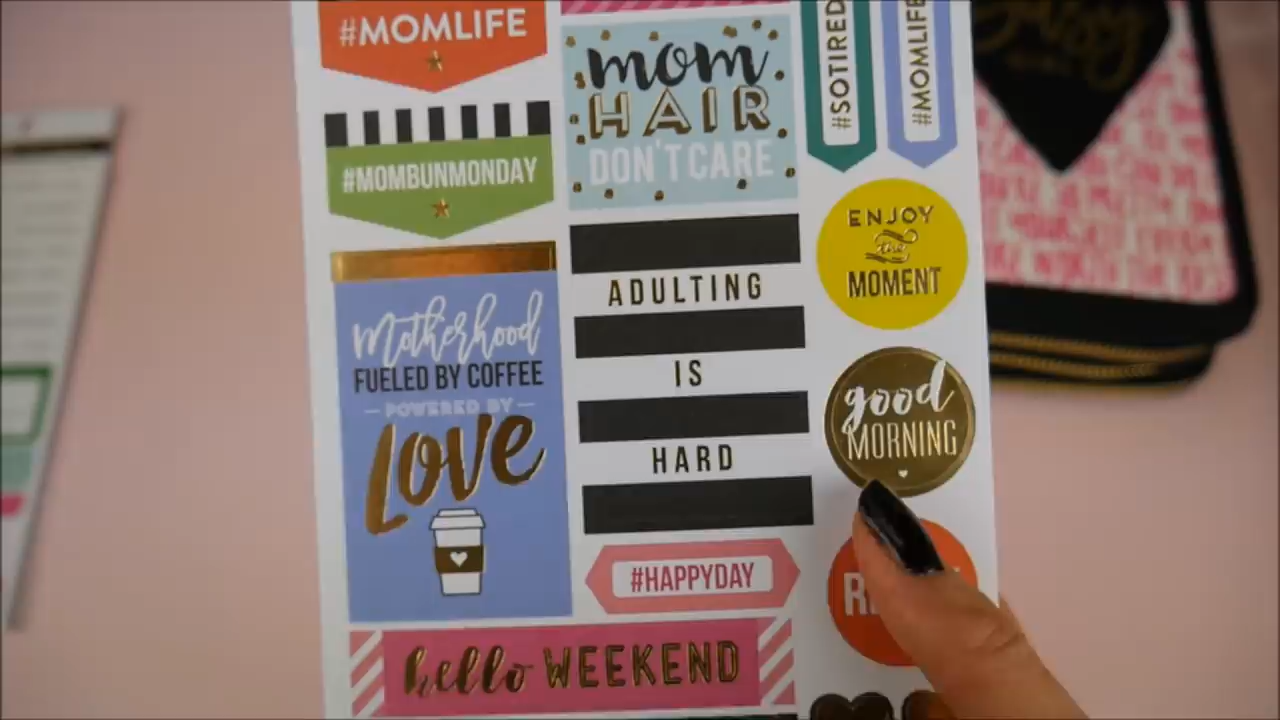 #MOMLIFE
#MOMBUNMONDAY
Motherhood
FUELED BY COFFEE
POWERED BY
LOVE
mom
HAIR
DON'T CARE
ADULTING
IS
HARD
#HAPPYDAY
hello WEEKEND
#SOTIRED
#MOMLIFE
ENJOY
the
MOMENT
good
MORNING